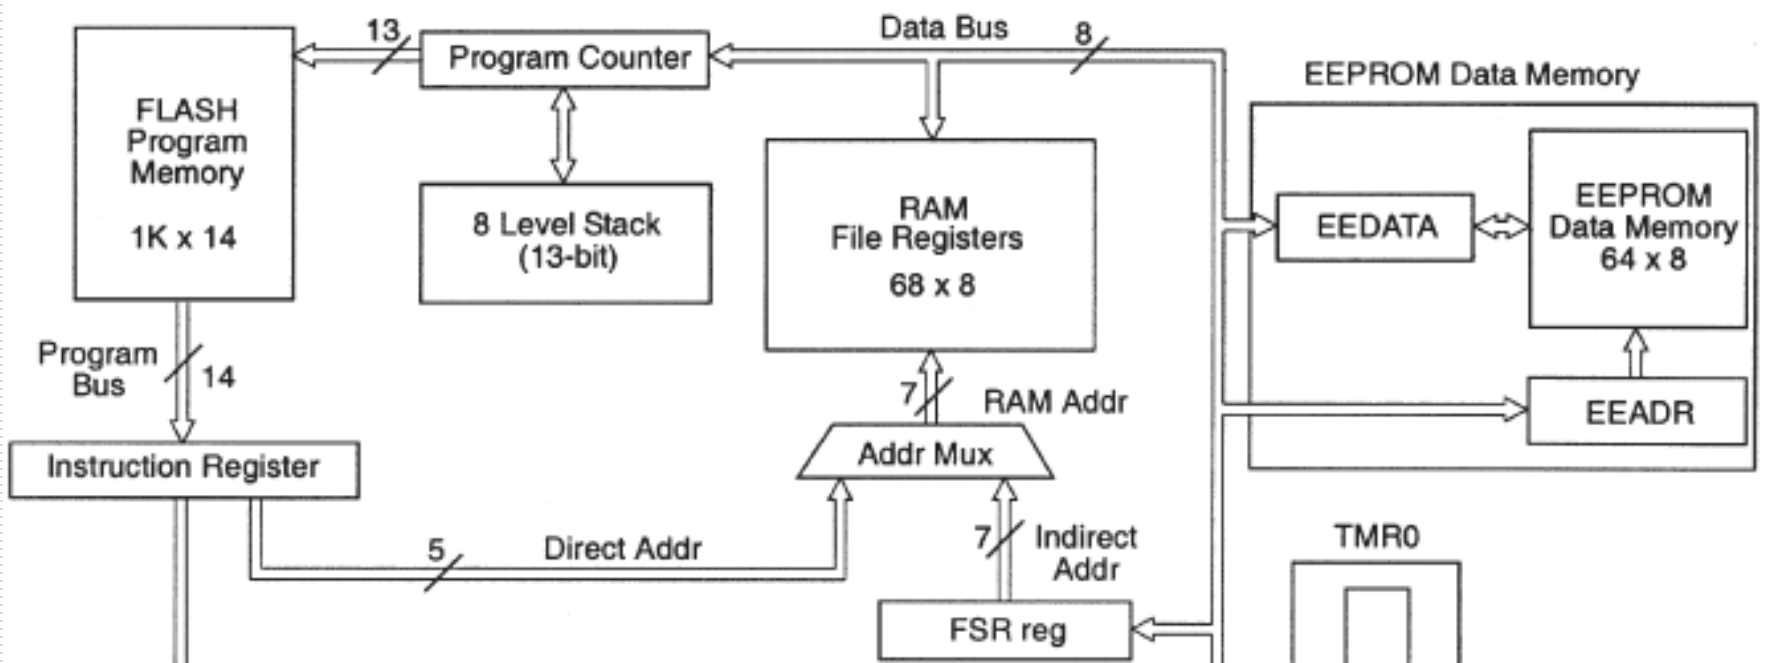 Data Bus
13
8
Program Counter
EEPROM Data Memory
FLASH
Program
Memory
1K x 14
8 Level Stack
(13-bit)
RAM
File Registers
68 x 8
EEDATA
EEPROM
Data Memory
64 x 8
Program
Bus
14
7
RAM Addr
EEADR
Instruction Register
Addr Mux
5
Direct Addr
7
Indirect
Addr
TMR0
FSR reg